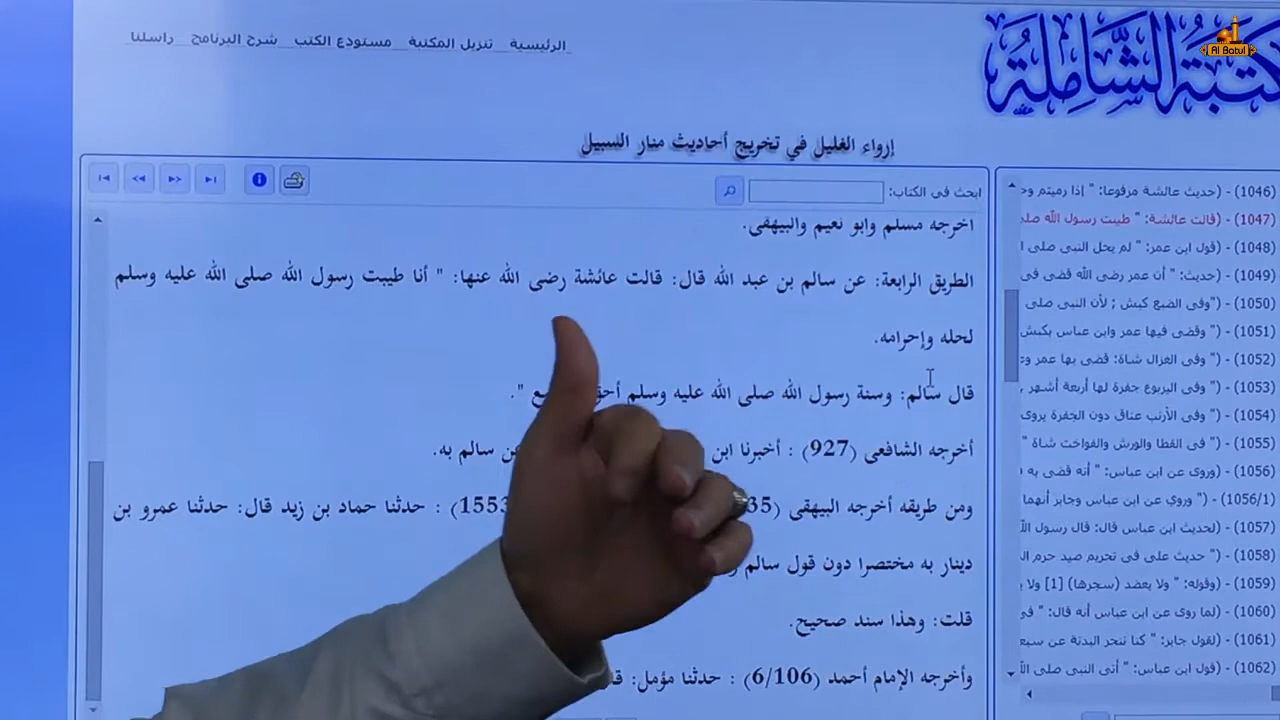 Al Batul
المكتبة الشاملة
الرئيسية تنزيل المكتبة مستودع الكتب شرح البرنامج راسلنا
إرواء الغليل في تخريج أحاديث منار السبيل
ابحث فى الكتاب:
اخرجه مسلم وابو نعيم والبيهقى.
الطريق الرابعة: عن سالم بن عبد الله قال: قالت عائشة رضى الله عنها: " أنا طيبت رسول الله صلى الله عليه وسلم
لحله وإحرامه.
قال سالم: وسنة رسول الله صلى الله عليه وسلم
أخرجه الشافعى (927) : أخبرنا ابن
عن سالم به.
ومن طريقه أخرجه البيهقى
حدثنا حماد بن زيد قال: حدثنا عمرو بن
دينار به مختصرا دون قول سالم
قلت: وهذا سند صحيح.
وأخرجه الإمام أحمد (6/106) : حدثنا مؤمل:
(1046) - (حديث عائشة مرفوعا: " إذا رميتم
(1047) - (قالت عائشة: " طيبت رسول الله
(1048) - (قول ابن عمر: " لم يحل النبى صلى
(1049) - (حديث: " أن عمر رضى الله قضى فى
(1050) - ("وفى الضبع كبش ; لأن النبى صلى
(1051) - (" وقضى فيها عمر وابن عباس بكبش
(1052) - (" وفى الغزال شاة: قضى بها عمر
(1053) - (" وفى اليربوع جفرة لها أربعة أشهر
(1054) - (" وفى الأرنب عناق دون الجفرة يروى
(1055) - (" فى القطا والورش والفواخت شاة "
(1056) - (وروى عن ابن عباس: " أنه قضى به
(1056/1) - (" وروي عن ابن عباس وجابر أنهما
(1057) - (لحديث ابن عباس قال: قال رسول
(1058) - (" حديث على فى تحريم صيد حرم
(1059) - (وقوله: " ولا يعضد (سجرها) [1] ولا
(1060) - (لما روى عن ابن عباس أنه قال: "
(1061) - (لقول جابر: " كنا ننحر البدنة عن
(1062) - (قول ابن عباس: " أتى النبى صلى